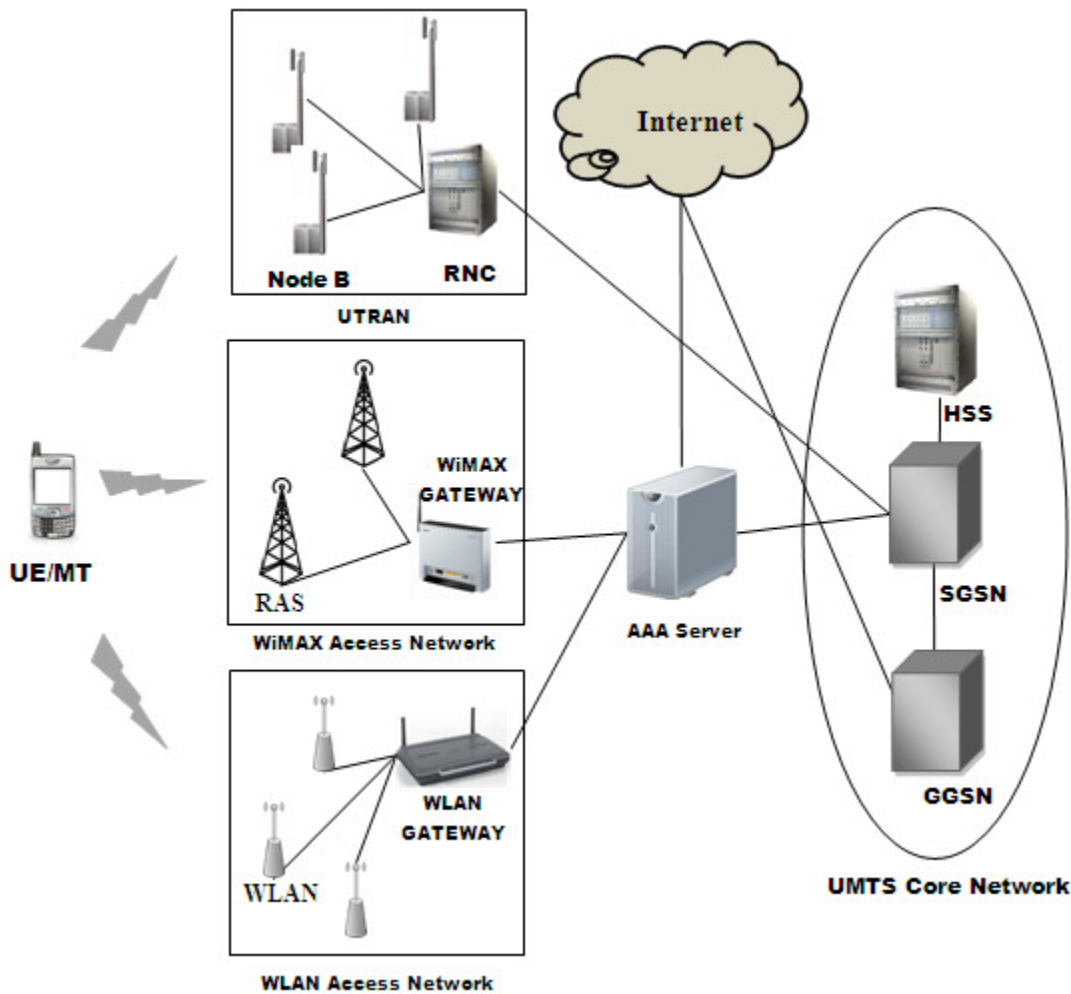 Internet
Node B
RNC
UTRAN
HSS
WiMAX
GATEWAY
UE/MT
RAS
SGSN
AAA Server
WiMAX Access Network
WLAN
GATEWAY
GGSN
WLAN
UMTS Core Network
WLAN Access Network